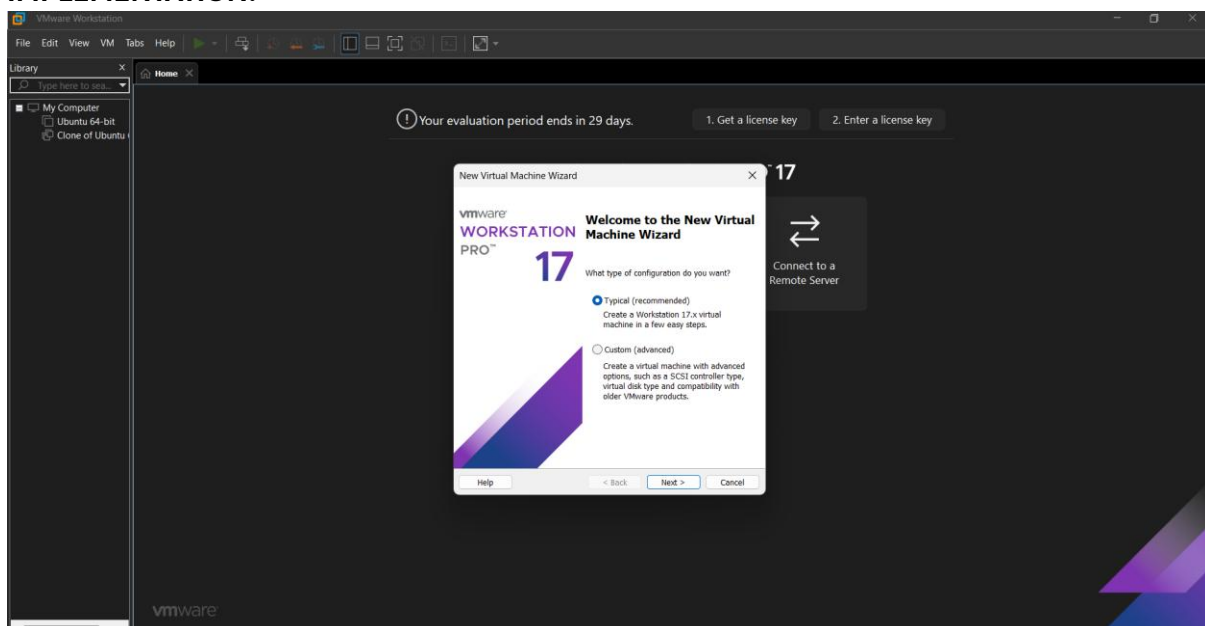 VMware Workstation
File Edit View VM Tabs Help
Library X
Type here to sea...
Home
My Computer
Ubuntu 64-bit
Clone of Ubuntu
Your evaluation period ends in 29 days.
1. Get a license key
2. Enter a license key
17
Connect to a
Remote Server
New Virtual Machine Wizard
vmware
WORKSTATION
PRO™
17
Welcome to the New Virtual
Machine Wizard
What type of configuration do you want?
Typical (recommended)
Create a Workstation 17.x virtual
machine in a few easy steps.
Custom (advanced)
Create a virtual machine with advanced
options, such as a SCSI controller type,
virtual disk type and compatibility with
older VMware products.
Help
< Back
Next >
Cancel
vmware